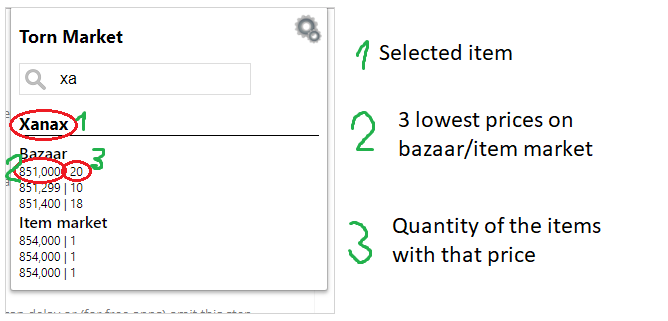 Torn Market
xa
Xanax 1
Bazaar
2 851,000 | 20 3
851,299 | 10
851,400 | 18
Item market
854,000 | 1
854,000 | 1
854,000 | 1
1 Selected item
2 3 lowest prices on
bazaar/item market
3 Quantity of the items
with that price